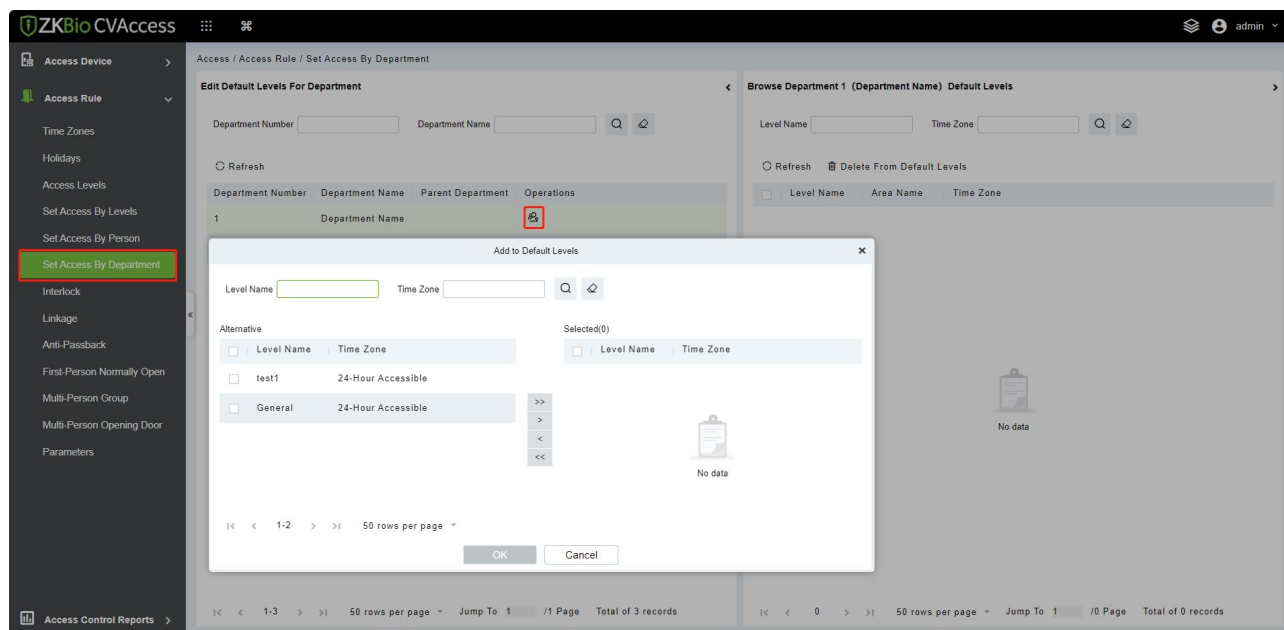 ZKBio CVAccess
admin
Access Device
Access Rule
Time Zones
Holidays
Access Levels
Set Access By Levels
Set Access By Person
Set Access By Department
Interlock
Linkage
Anti-Passback
First-Person Normally Open
Multi-Person Group
Multi-Person Opening Door
Parameters
Access Control Reports
Access / Access Rule / Set Access By Department
Edit Default Levels For Department
Department Number Department Name
Refresh
Department Number Department Name Parent Department Operations
1 Department Name
Add to Default Levels
Level Name Time Zone
Alternative
Level Name Time Zone
test1 24-Hour Accessible
General 24-Hour Accessible
>>
>
<
<<
Selected(0)
Level Name Time Zone
No data
1-2 50 rows per page
OK Cancel
1-3 50 rows per page Jump To 1 /1 Page Total of 3 records
Browse Department 1 (Department Name) Default Levels
Level Name Time Zone
Refresh Delete From Default Levels
Level Name Area Name Time Zone
No data
0 50 rows per page Jump To 1 /0 Page Total of 0 records